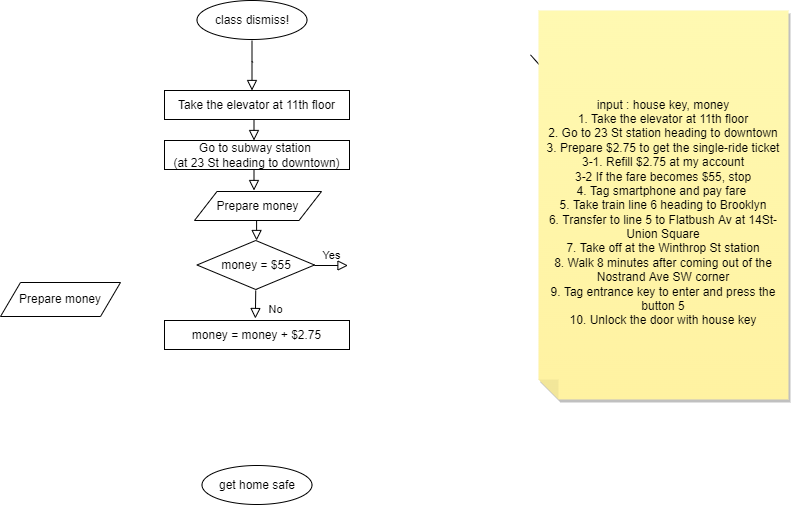 class dismiss!
Take the elevator at 11th floor
Go to subway station
(at 23 St heading to downtown)
Prepare money
money = $55
Yes
No
money = money + $2.75
Prepare money
get home safe
input : house key, money
1. Take the elevator at 11th floor
2. Go to 23 St station heading to downtown
3. Prepare $2.75 to get the single-ride ticket
3-1. Refill $2.75 at my account
3-2 If the fare becomes $55, stop
4. Tag smartphone and pay fare
5. Take train line 6 heading to Brooklyn
6. Transfer to line 5 to Flatbush Av at 14St-
Union Square
7. Take off at the Winthrop St station
8. Walk 8 minutes after coming out of the
Nostrand Ave SW corner
9. Tag entrance key to enter and press the
button 5
10. Unlock the door with house key